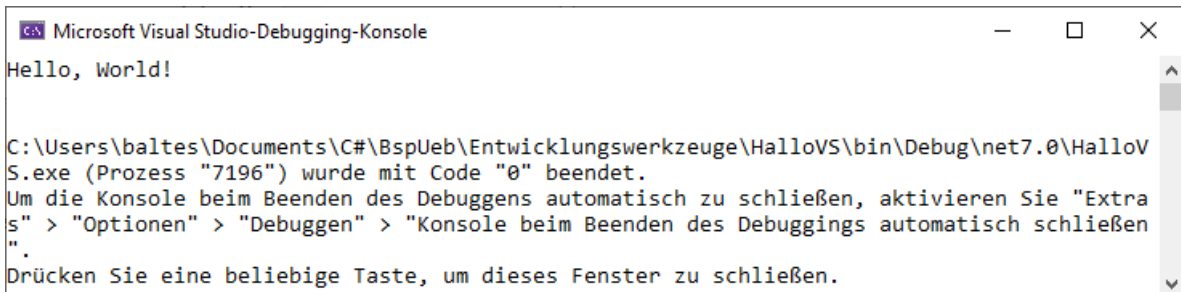 Microsoft Visual Studio-Debugging-Konsole
Hello, World!
C:\Users\baltes\Documents\C#\BspUeb\Entwicklungswerkzeuge\HalloVS\bin\Debug\net7.0\HalloV
S.exe (Prozess "7196") wurde mit Code "0" beendet.
Um die Konsole beim Beenden des Debuggens automatisch zu schließen, aktivieren Sie "Extra
s" > "Optionen" > "Debuggen" > "Konsole beim Beenden des Debuggings automatisch schließen
".
Drücken Sie eine beliebige Taste, um dieses Fenster zu schließen.